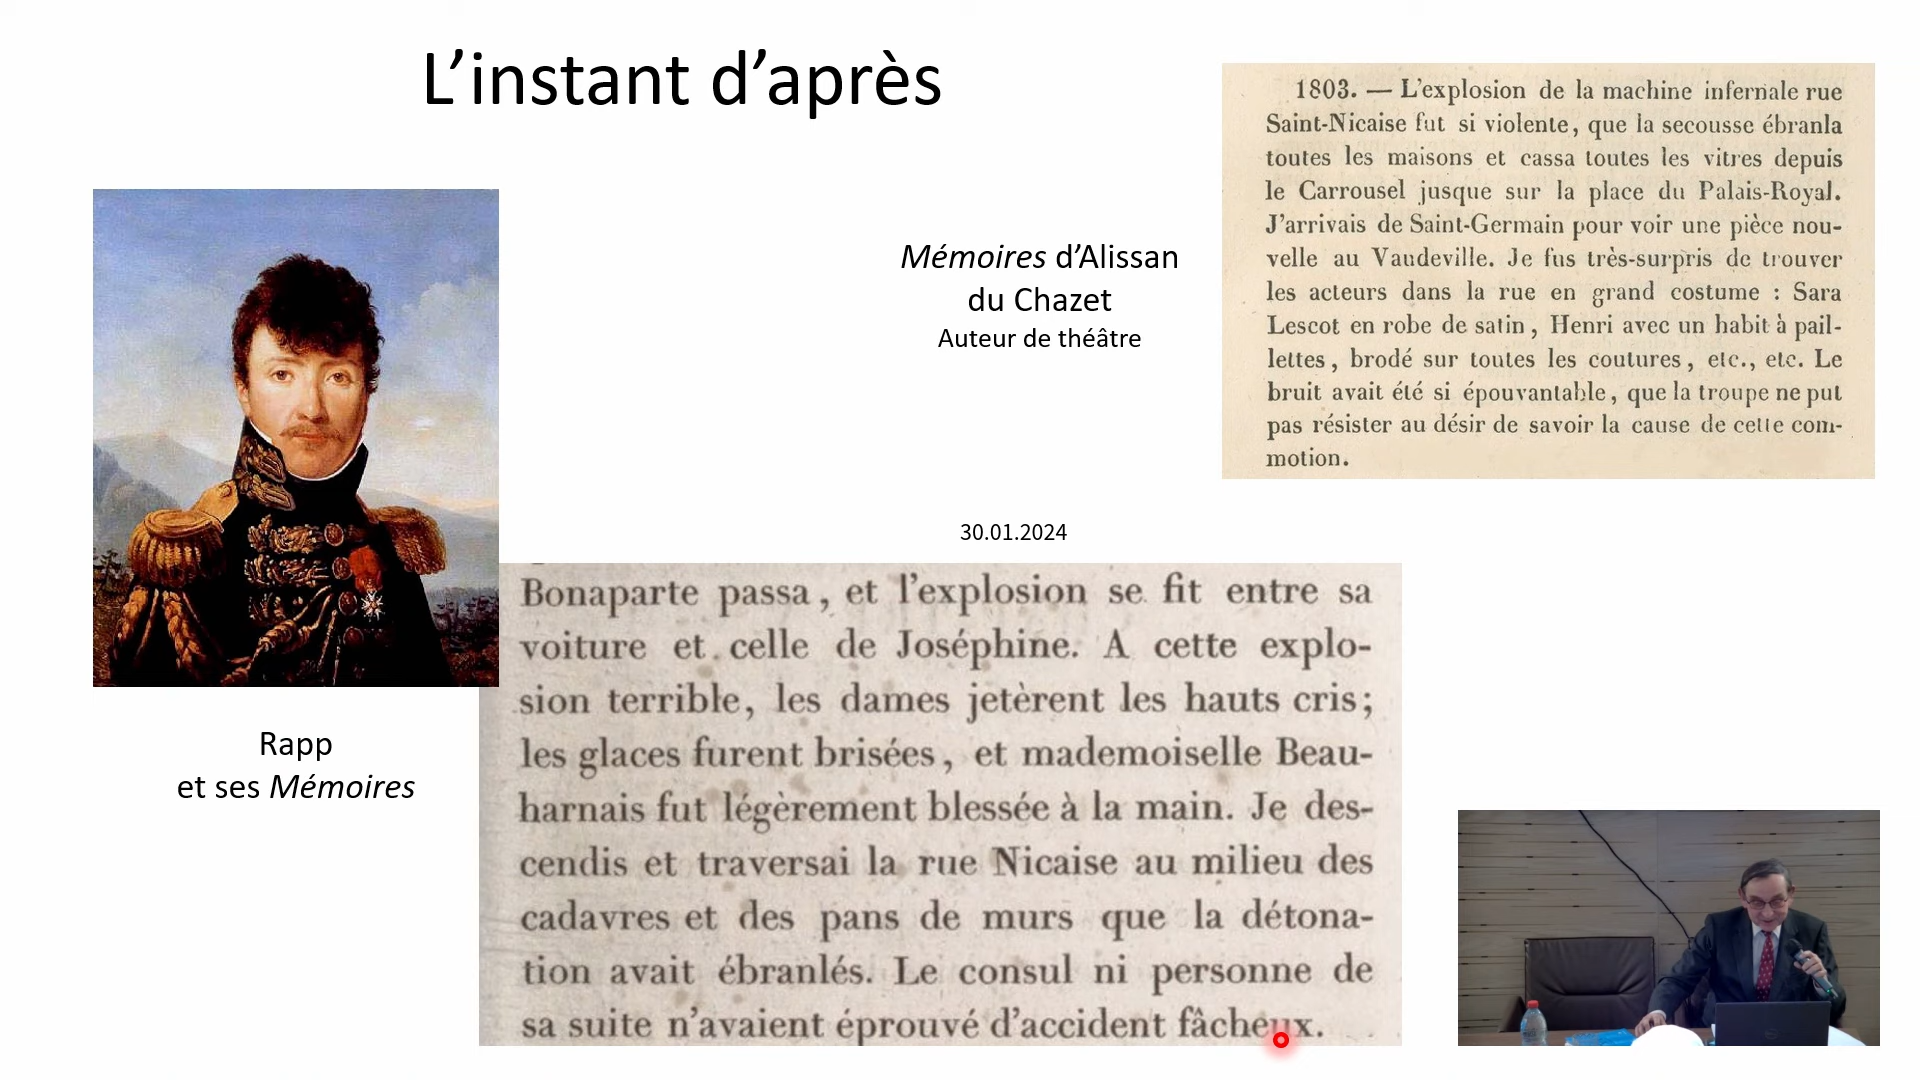 L’instant d’après
1803. — L'explosion de la machine infernale rue
Saint-Nicaise fut si violente, que la secousse ébranla
toutes les maisons et cassa toutes les vitres depuis
le Carrousel jusque sur la place du Palais-Royal.
J'arrivais de Saint-Germain pour voir une pièce nou-
velle au Vaudeville. Je fus très-surpris de trouver
les acteurs dans la rue en grand costume : Sara
Lescot en robe de satin, Henri avec un habit à pail-
lettes, brodé sur toutes les coutures, etc., etc. Le
bruit avait été si épouvantable, que la troupe ne put
pas résister au désir de savoir la cause de cette com-
motion.
Mémoires d’Alissan
du Chazet
Auteur de théâtre
30.01.2024
Rapp
et ses Mémoires
Bonaparte passa, et l'explosion se fit entre sa
voiture et celle de Joséphine. A cette explo-
sion terrible, les dames jetèrent les hauts cris;
les glaces furent brisées, et mademoiselle Beau-
harnais fut légèrement blessée à la main. Je des-
cendis et traversai la rue Nicaise au milieu des
cadavres et des pans de murs que la détona-
tion avait ébranlés. Le consul ni personne de
sa suite n'avaient éprouvé d'accident fâcheux.